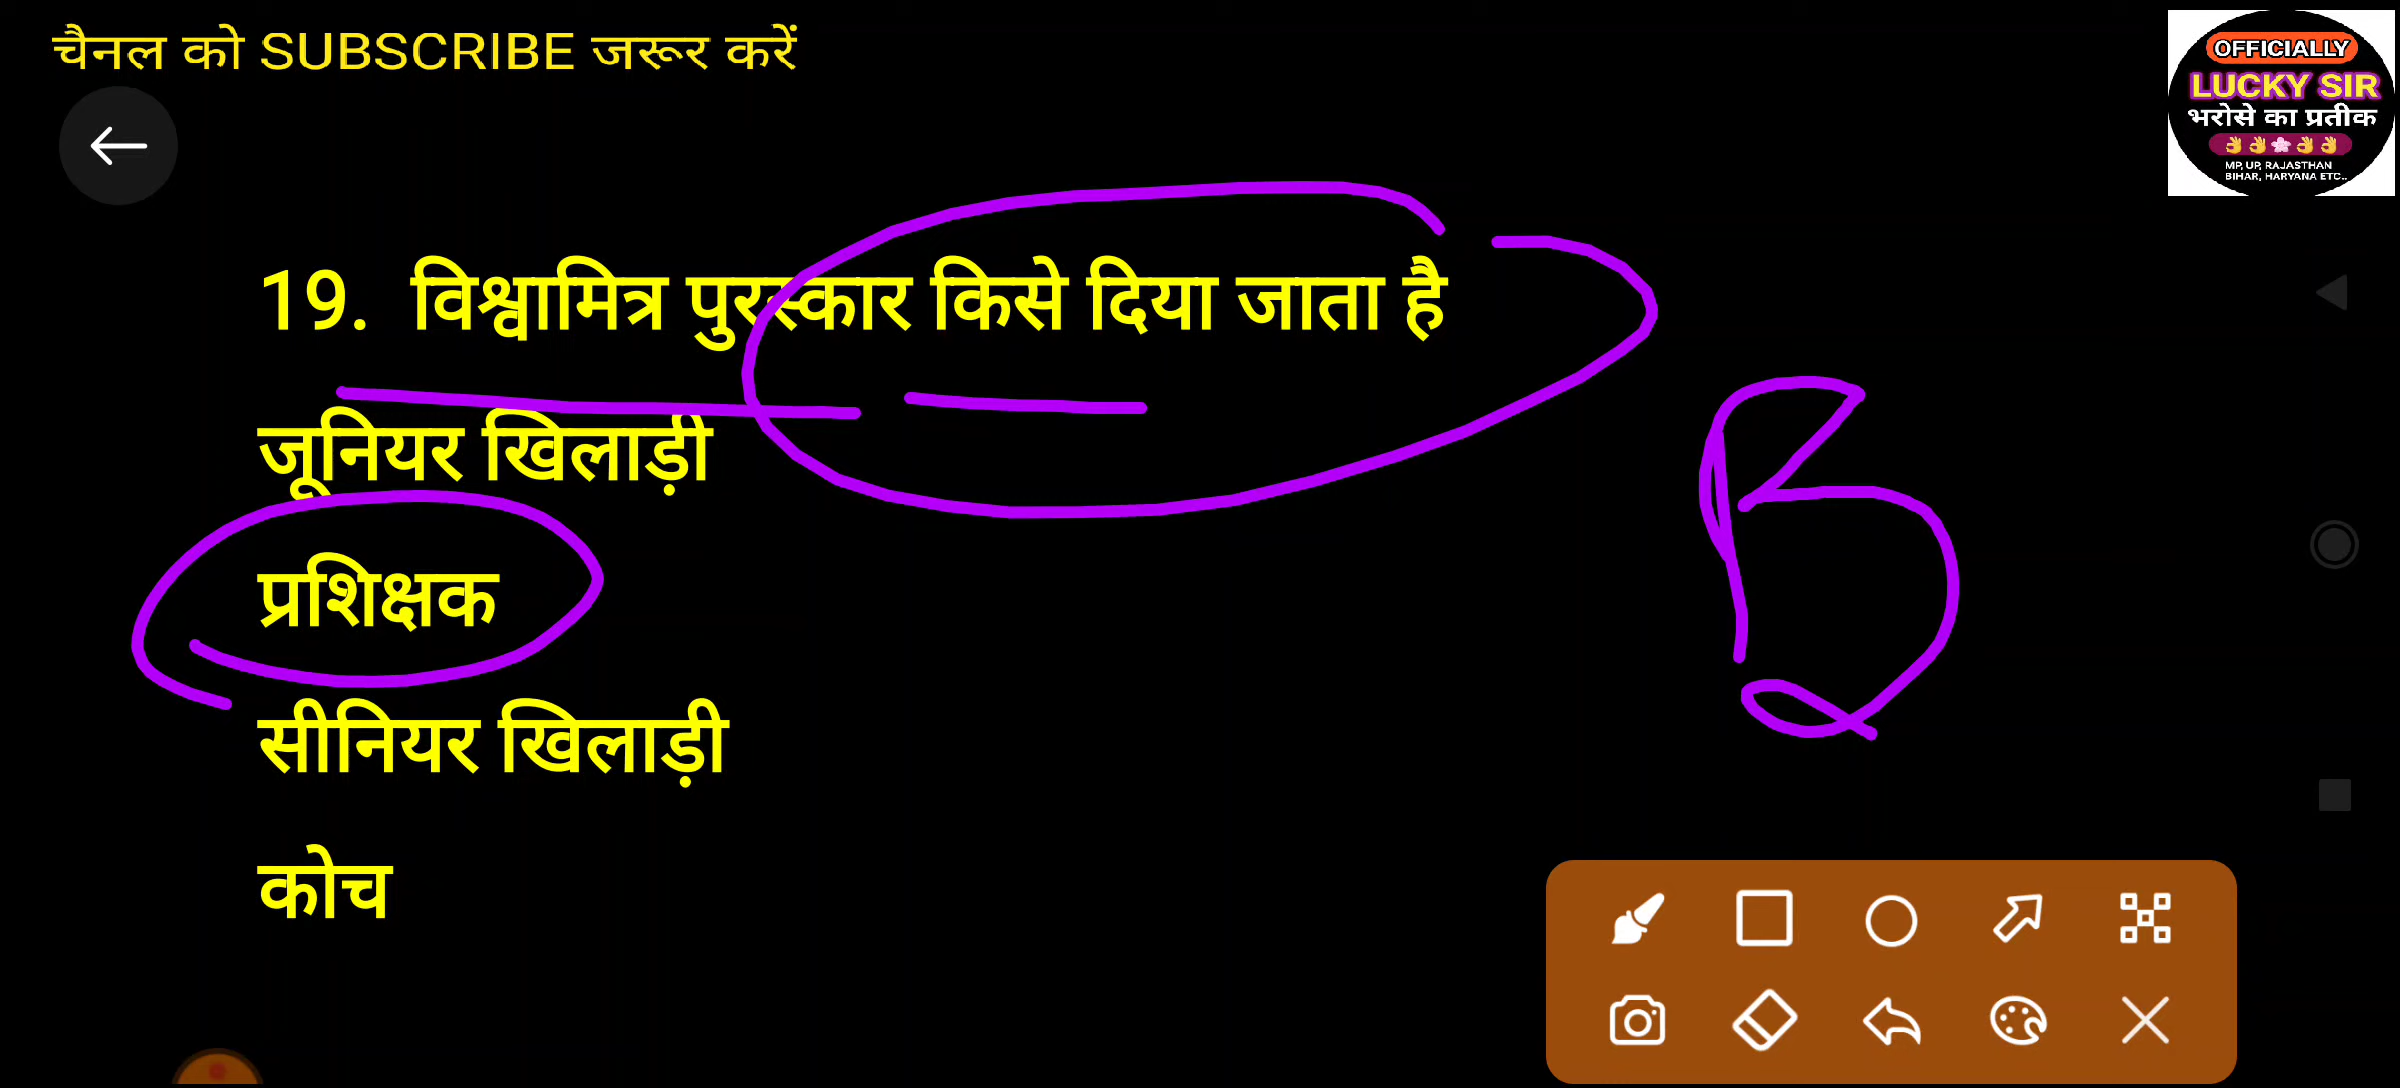 चैनल को SUBSCRIBE जरूर करें
OFFICIALLY
LUCKY SIR
भरोसे का प्रतीक
MP, UP, RAJASTHAN
BIHAR, HARYANA ETC..
19. विश्वामित्र पुरस्कार किसे दिया जाता है
जूनियर खिलाड़ी
प्रशिक्षक
सीनियर खिलाड़ी
कोच
B